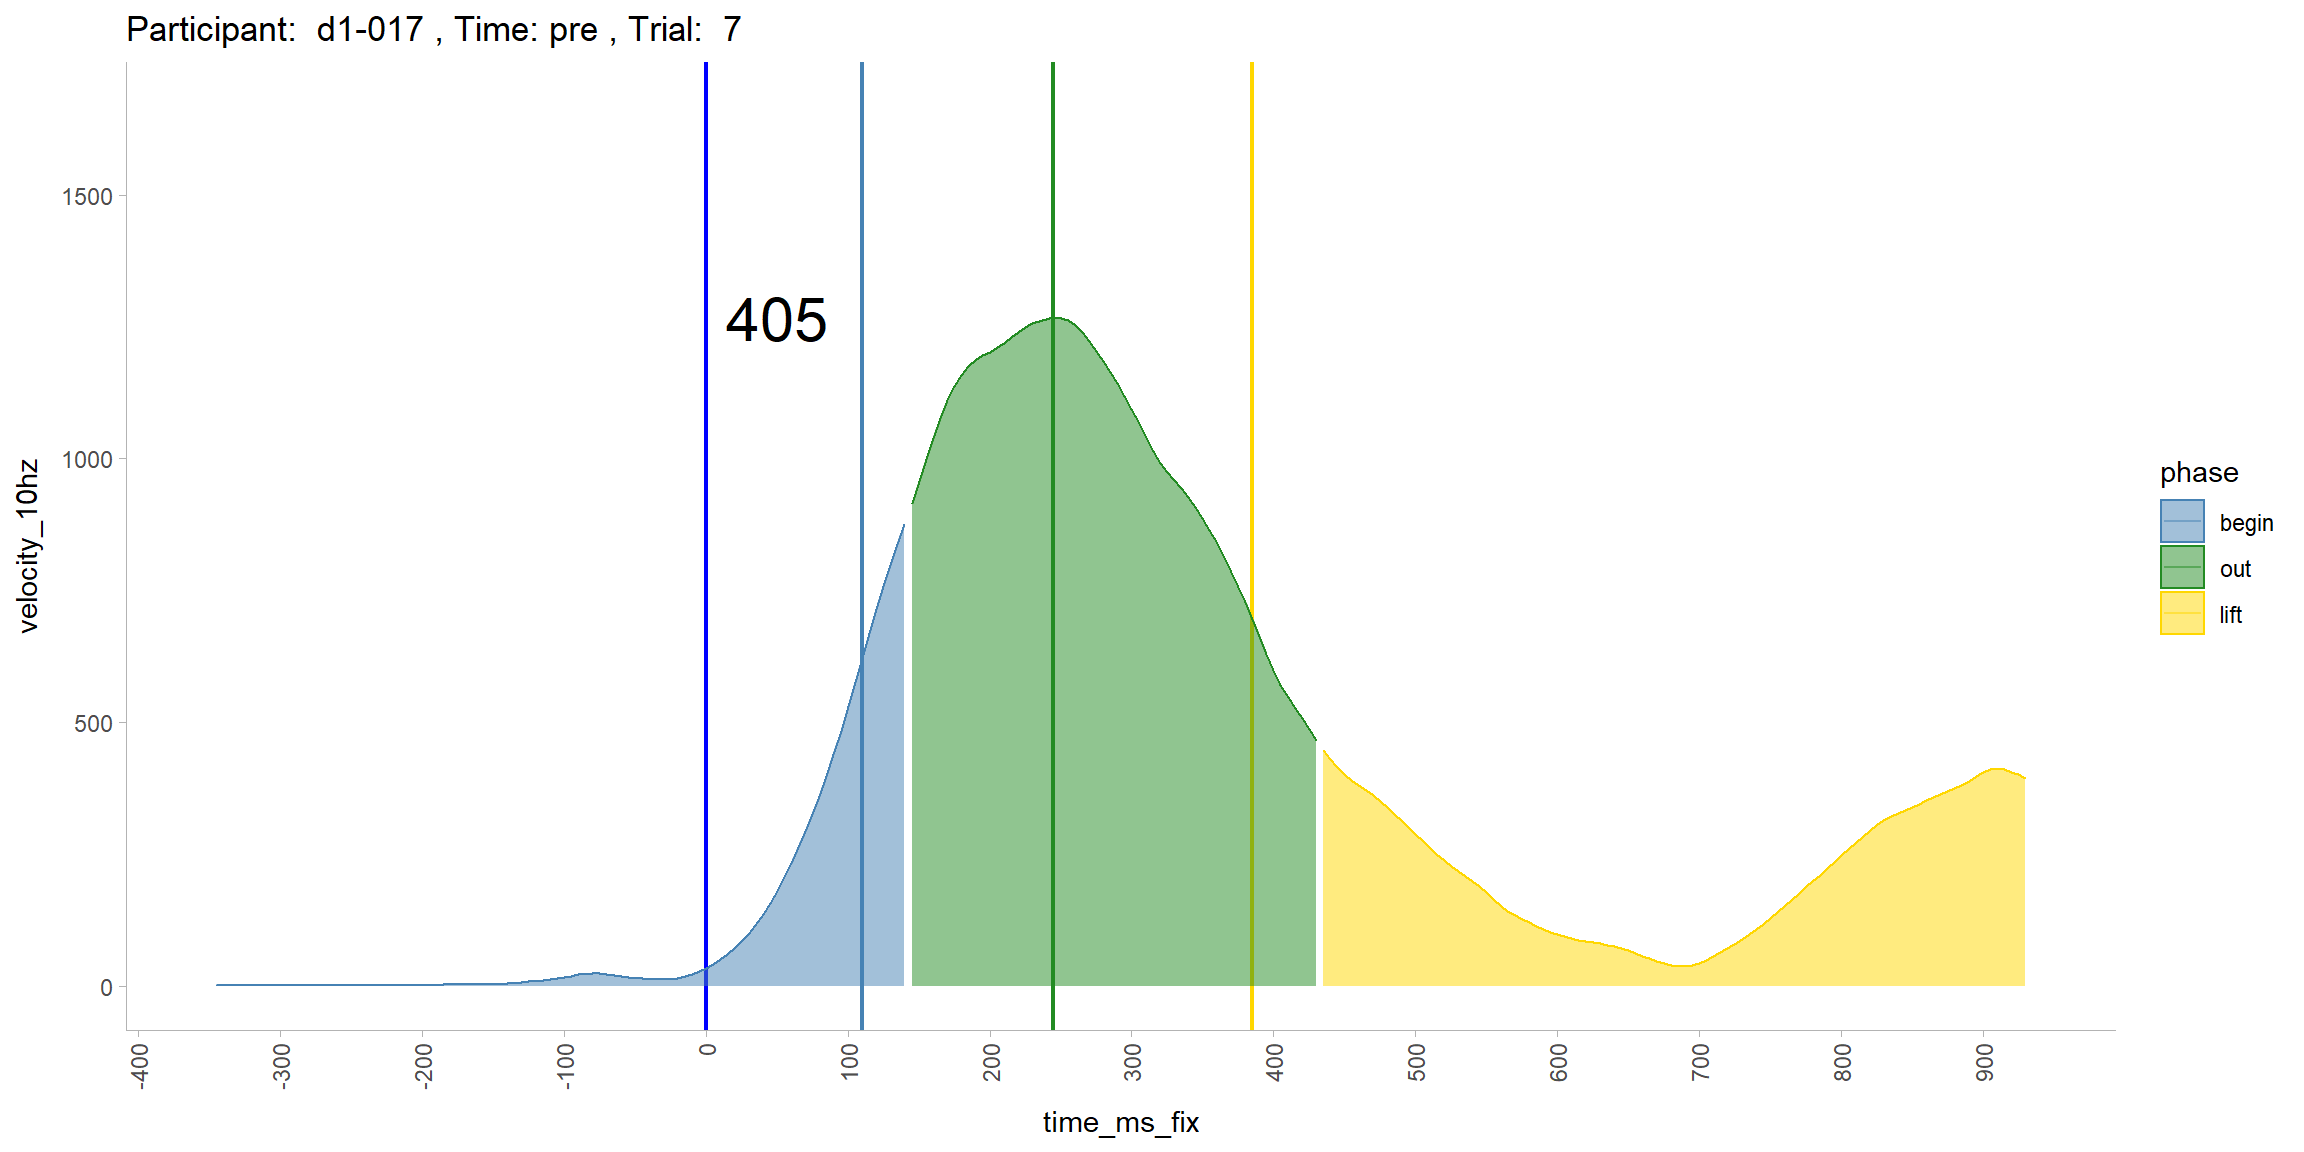 Participant:  d1-017 , Time: pre , Trial:  7
405
velocity_10hz
1500
1000
500
0
-400
-300
-200
-100
0
100
200
300
400
500
600
700
800
900
time_ms_fix
phase
begin
out
lift